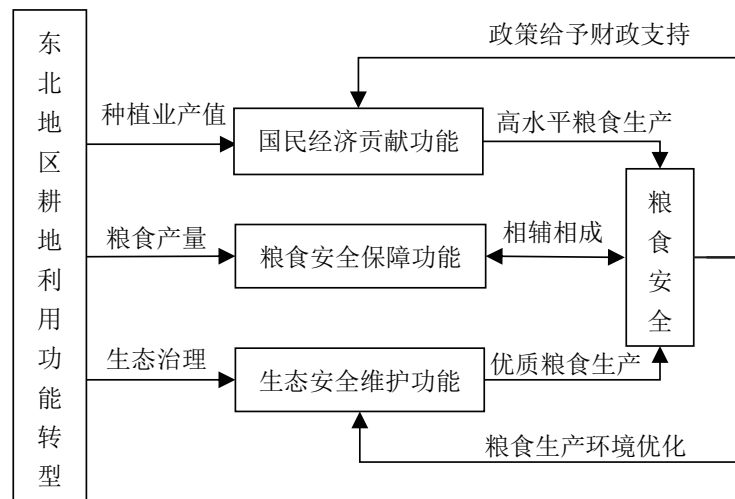 东北地区耕地利用功能转型
政策给予财政支持
种植业产值
国民经济贡献功能
高水平粮食生产
粮食产量
粮食安全保障功能
相辅相成
粮食安全
生态治理
生态安全维护功能
优质粮食生产
粮食生产环境优化